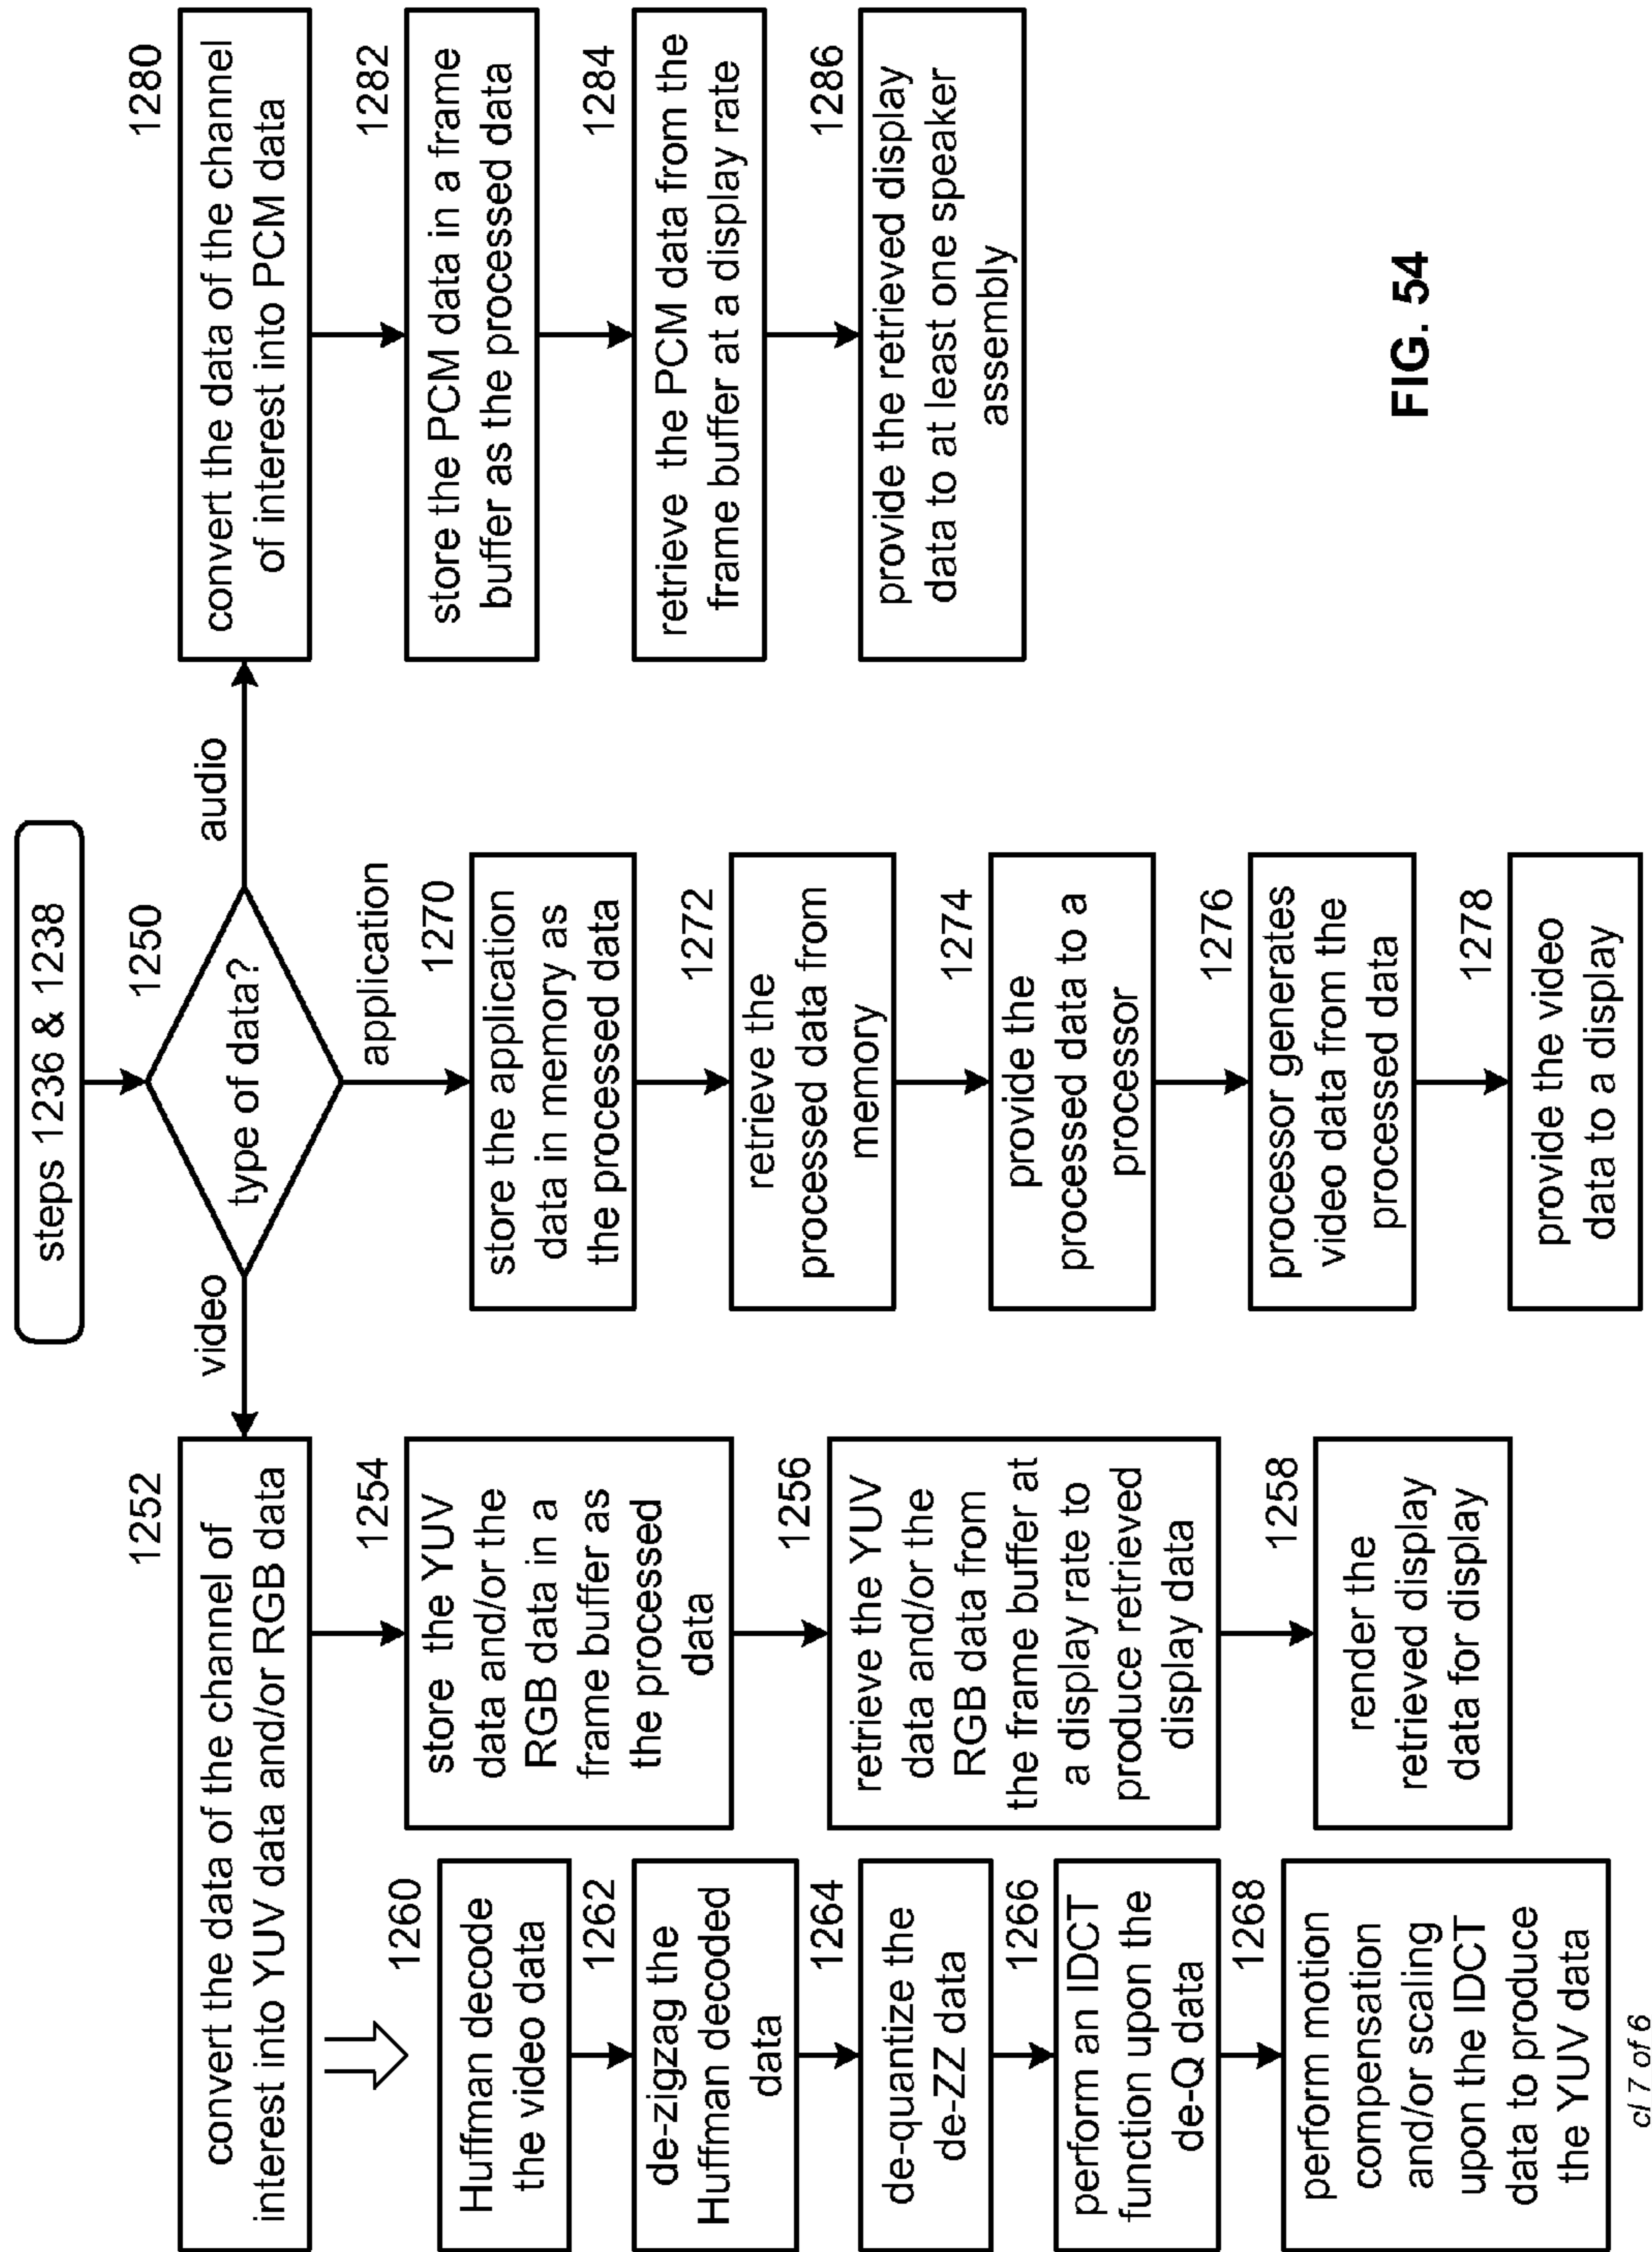 steps 1236 & 1238
1250
type of data?
video
application
audio
1252
convert the data of the channel of
interest into YUV data and/or RGB data
1254
store the YUV
data and/or the
RGB data in a
frame buffer as
the processed
data
1256
retrieve the YUV
data and/or the
RGB data from
the frame buffer at
a display rate to
produce retrieved
display data
1258
render the
retrieved display
data for display
1260
Huffman decode
the video data
1262
de-zigzag the
Huffman decoded
data
1264
de-quantize the
de-ZZ data
1266
perform an IDCT
function upon the
de-Q data
1268
perform motion
compensation
and/or scaling
upon the IDCT
data to produce
the YUV data
cl 7 of 6
1270
store the application
data in memory as
the processed data
1272
retrieve the
processed data from
memory
1274
provide the
processed data to a
processor
1276
processor generates
video data from the
processed data
1278
provide the video
data to a display
1280
convert the data of the channel
of interest into PCM data
1282
store the PCM data in a frame
buffer as the processed data
1284
retrieve the PCM data from the
frame buffer at a display rate
1286
provide the retrieved display
data to at least one speaker
assembly
FIG. 54